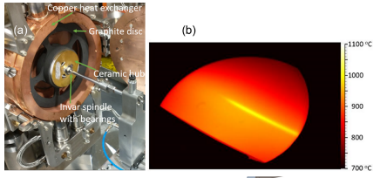 Copper heat exchanger
(a)
Graphite disc
Ceramic hub
Invar spindle
with bearings
(b)
1100 °C
1000 °C
900 °C
800 °C
700 °C